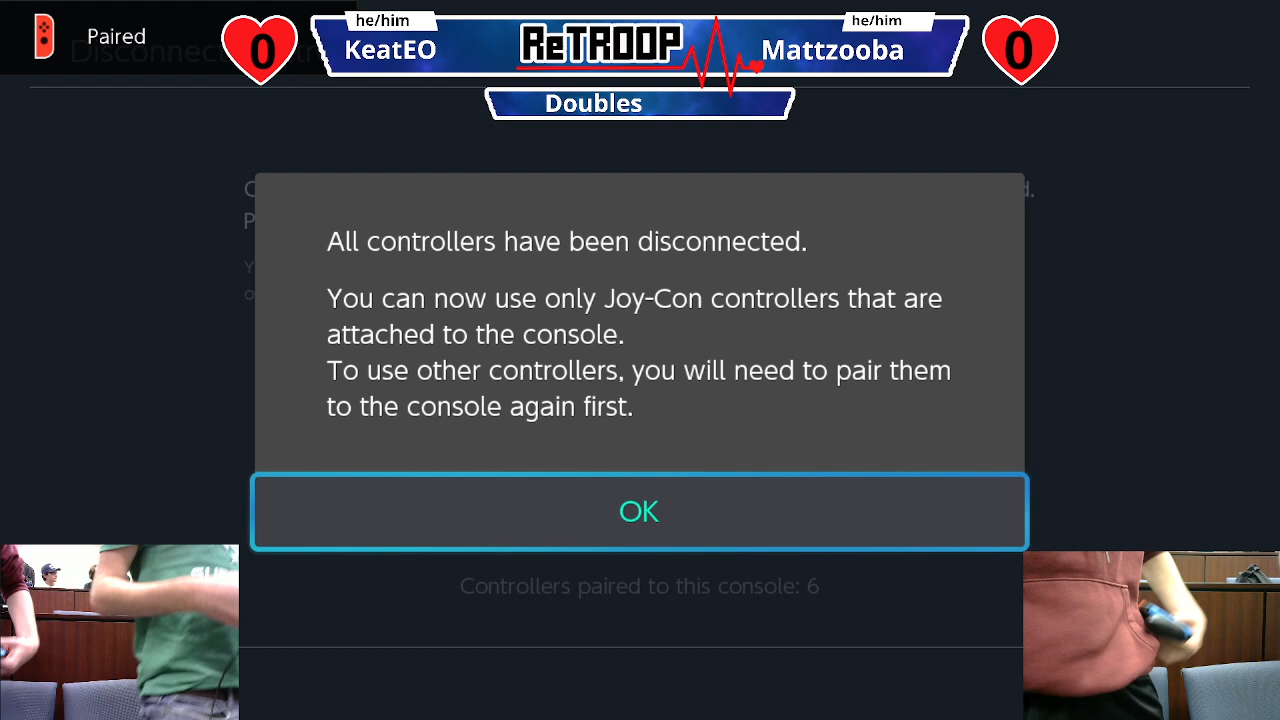 Paired
Disconnect
0
he/him
KeatEO
ReTROOP
he/him
Mattzooba
0
Doubles
All controllers have been disconnected.
You can now use only Joy-Con controllers that are
attached to the console.
To use other controllers, you will need to pair them
to the console again first.
OK
Controllers paired to this console: 6